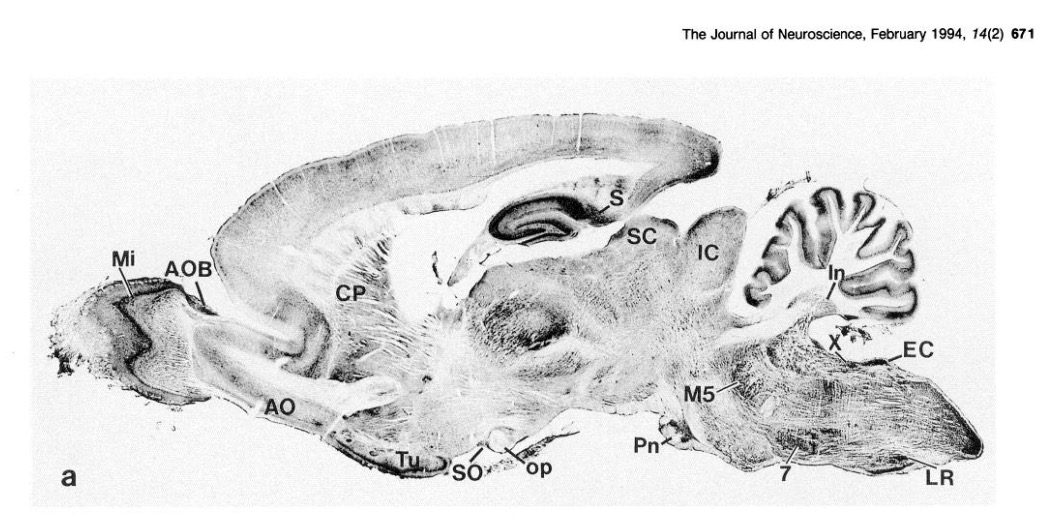 The Journal of Neuroscience, February 1994, 14(2) 671
S
SC
IC
Mi
AOB
In
CP
X
EC
M5
AO
Pn
Tu
SO
op
7
LR
a